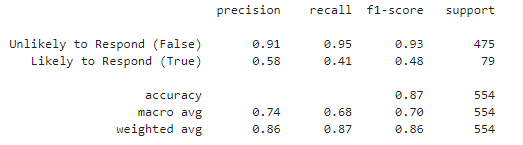 precision recall f1-score support
Unlikely to Respond (False) 0.91 0.95 0.93 475
Likely to Respond (True) 0.58 0.41 0.48 79
accuracy 0.87 554
macro avg 0.74 0.68 0.70 554
weighted avg 0.86 0.87 0.86 554